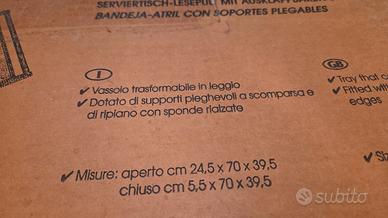 SERVIERTISCH-LESEPULT MIT
BANDEJA-ATRIL CON SOPORTES PLEGABLES
I
✔ Vassoio trasformabile in leggio
✔ Dotato di supporti pieghevoli a scomparsa e
di ripiano con sponde rialzate
✔ Misure: aperto cm 24,5 x 70 x 39,5
chiuso cm 5,5 x 70 x 39,5
GB
✔ Tray that
✔ Fitted with
edges
subito